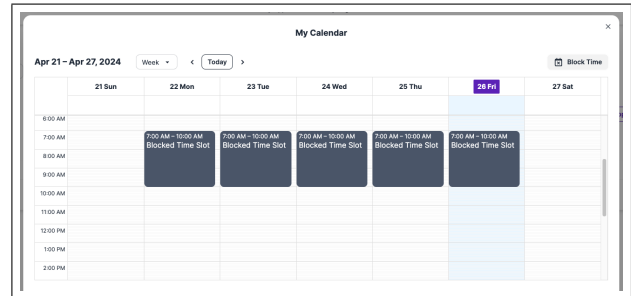 My Calendar
×
Apr 21 – Apr 27, 2024
Week
Today
Block Time
21 Sun
22 Mon
23 Tue
24 Wed
25 Thu
26 Fri
27 Sat
6:00 AM
7:00 AM
7:00 AM – 10:00 AM
Blocked Time Slot
7:00 AM – 10:00 AM
Blocked Time Slot
7:00 AM – 10:00 AM
Blocked Time Slot
7:00 AM – 10:00 AM
Blocked Time Slot
7:00 AM – 10:00 AM
Blocked Time Slot
8:00 AM
9:00 AM
10:00 AM
11:00 AM
12:00 PM
1:00 PM
2:00 PM